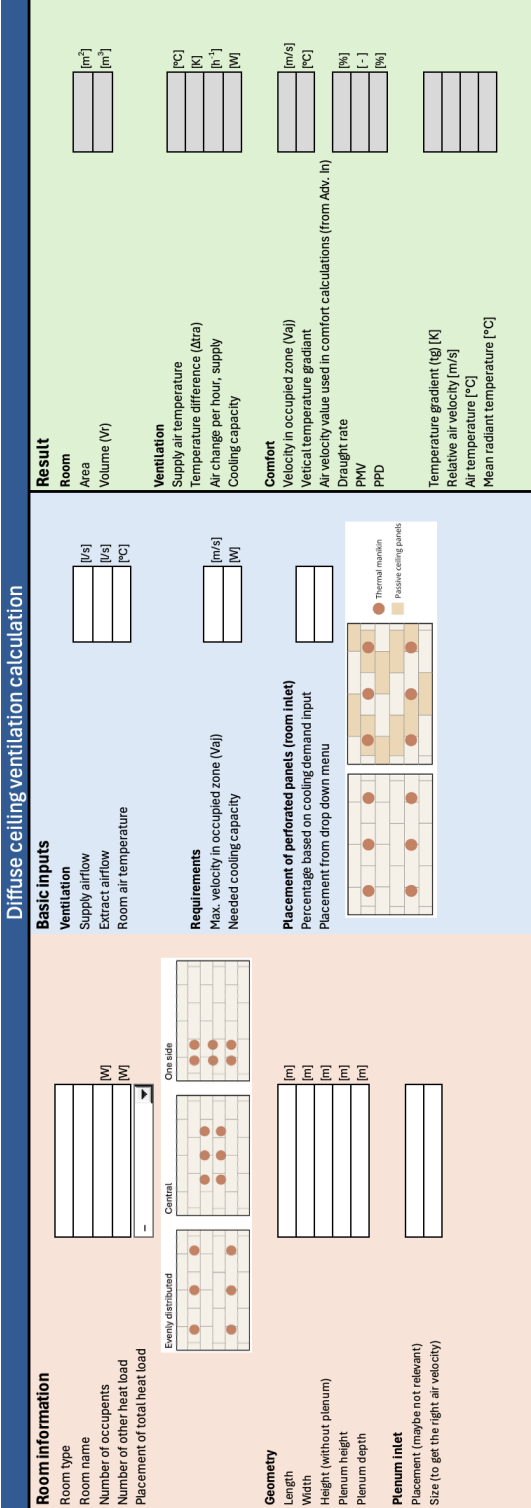 Diffuse ceiling ventilation calculation
Room information
Room type
Room name
Number of occupents [W]
Number of other heat load [W]
Placement of total heat load –
Evenly distributed
Central
One side
Geometry
Length [m]
Width [m]
Height (without plenum) [m]
Plenum height [m]
Plenum depth [m]
Plenum inlet
Placement (maybe not relevant)
Size (to get the right air velocity)
Basic inputs
Ventilation
Supply airflow [l/s]
Extract airflow [l/s]
Room air temperature [ºC]
Requirements
Max. velocity in occupied zone (Vaj) [m/s]
Needed cooling capacity [W]
Placement of perforated panels (room inlet)
Percentage based on cooling demand input
Placement from drop down menu
Thermal manikin
Passive ceiling panels
Result
Room
Area [m²]
Volume (Vr) [m³]
Ventilation
Supply air temperature [ºC]
Temperature difference (Δtra) [K]
Air change per hour, supply [h⁻¹]
Cooling capacity [W]
Comfort
Velocity in occupied zone (Vaj) [m/s]
Vetical temperature gradiant [ºC]
Air velocity value used in comfort calculations (from Adv. In)
Draught rate [%]
PMV [ - ]
PPD [%]
Temperature gradient (tg) [K]
Relative air velocity [m/s]
Air temperature [°C]
Mean radiant temperature [°C]